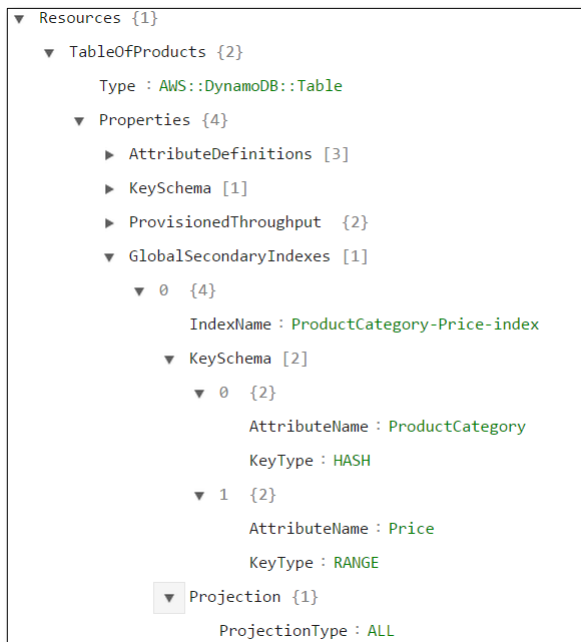 Resources {1}
TableOfProducts {2}
Type : AWS::DynamoDB::Table
Properties {4}
AttributeDefinitions [3]
KeySchema [1]
ProvisionedThroughput {2}
GlobalSecondaryIndexes [1]
0 {4}
IndexName : ProductCategory-Price-index
KeySchema [2]
0 {2}
AttributeName : ProductCategory
KeyType : HASH
1 {2}
AttributeName : Price
KeyType : RANGE
Projection {1}
ProjectionType : ALL